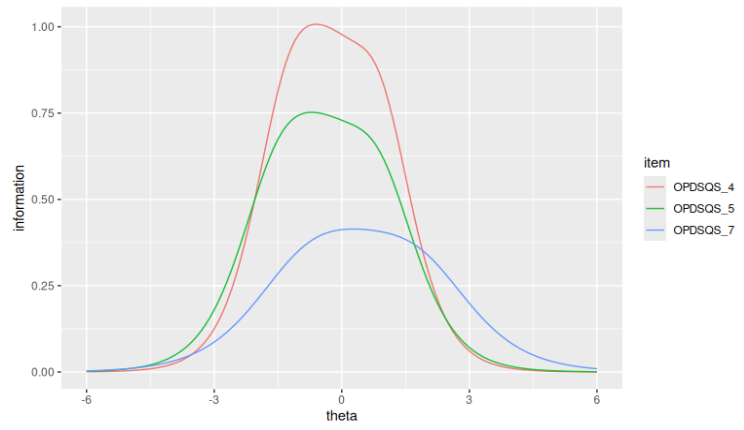 1.00
0.75
0.50
0.25
0.00
-6
-3
0
3
6
theta
information
item
OPDSQS_4
OPDSQS_5
OPDSQS_7